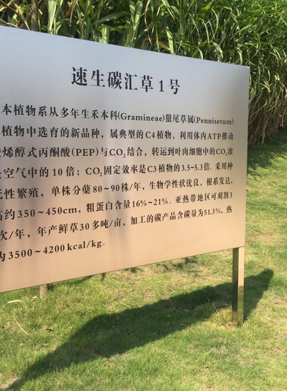 速生碳汇草1号
本植物系从多年生禾本科(Gramineae)狼尾草属(Pennisetum)
植物中选育的新品种，属典型的C4植物，利用体内ATP推动
烯醇式丙酮酸(PEP)与CO₂结合，转运到叶肉细胞中的CO₂浓
空气中的10倍；CO₂固定效率是C3植物的3.5~5.3倍，采用种
性繁殖，单株分蘖80~90株/年，生物学性状优良，根系发达，
高约350~450cm，粗蛋白含量16%~21%。亚热带地区可刈割3
次/年，年产鲜草30多吨/亩，加工的碳产品含碳量为51.3%，热
为3500~4200kcal/kg。